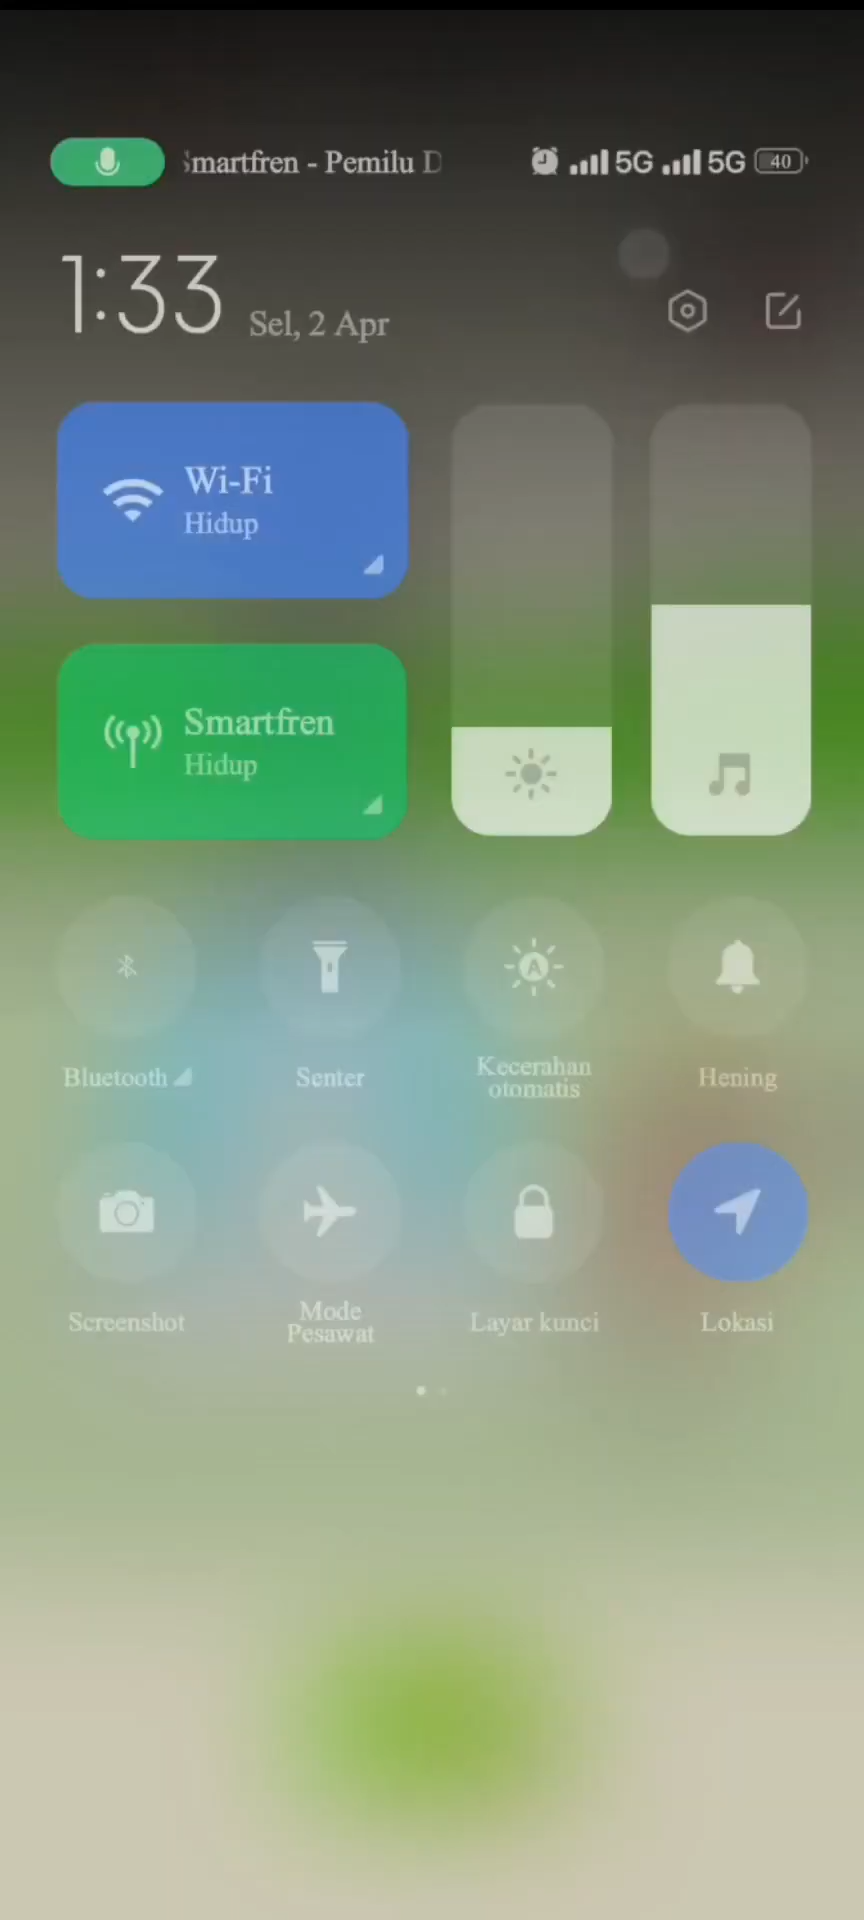 Smartfren - Pemilu D
5G
5G
40
1:33
Sel, 2 Apr
Wi-Fi
Hidup
Smartfren
Hidup
A
Bluetooth
Senter
Kecerahan
otomatis
Hening
Screenshot
Mode
Pesawat
Layar kunci
Lokasi